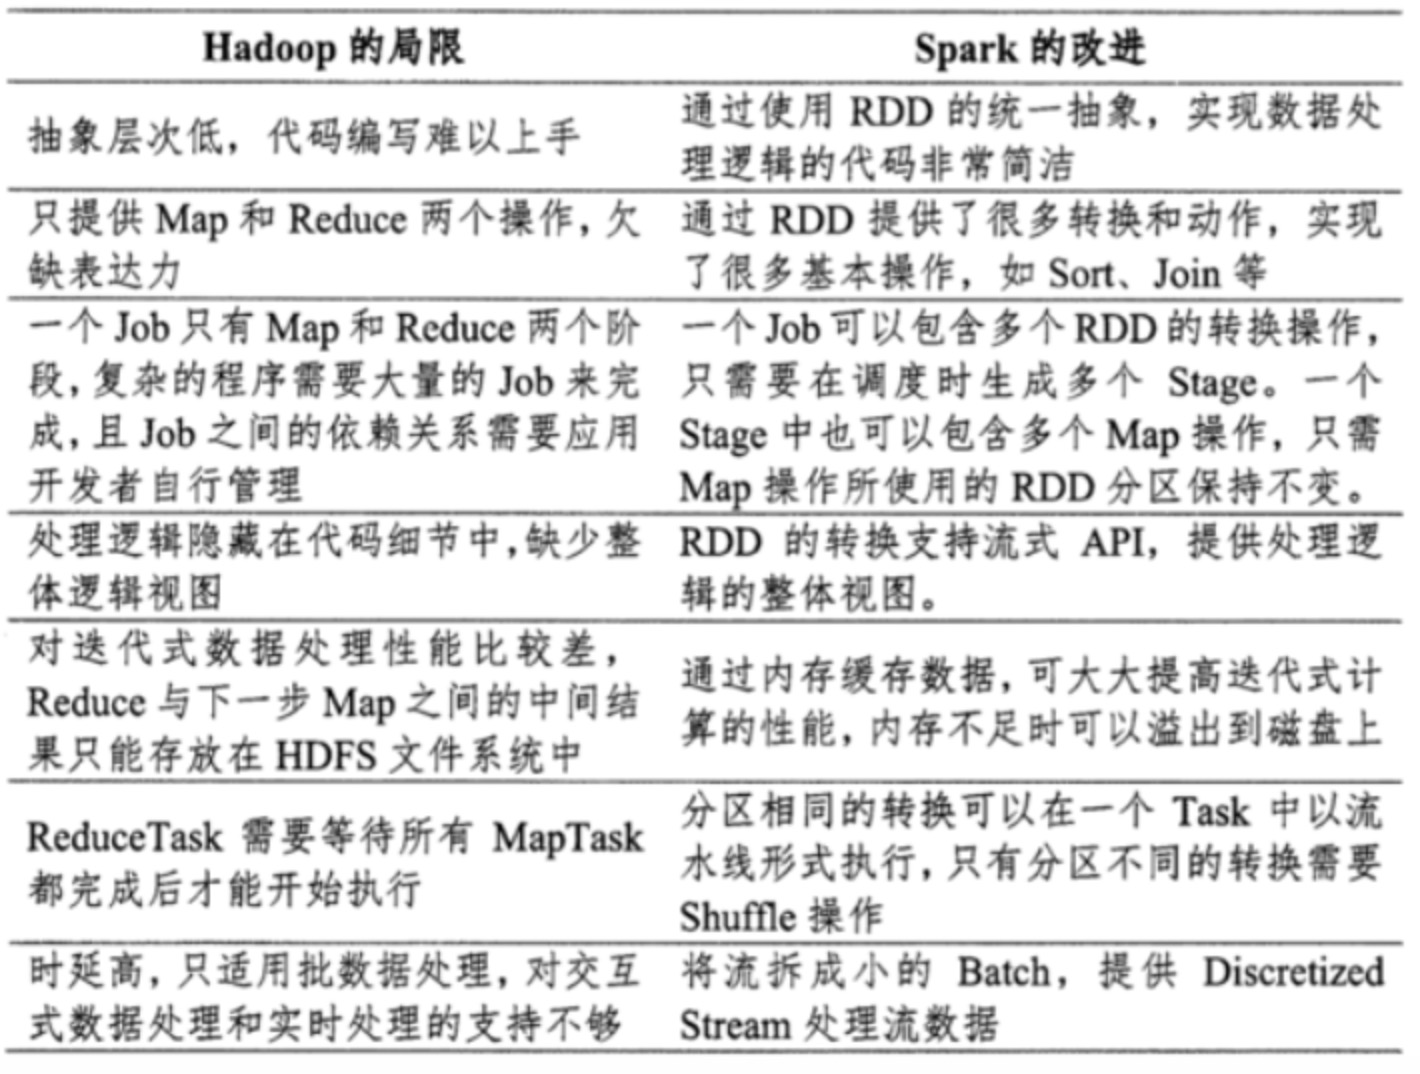 Hadoop 的局限
Spark 的改进
抽象层次低，代码编写难以上手
通过使用 RDD 的统一抽象，实现数据处
理逻辑的代码非常简洁
只提供 Map 和 Reduce 两个操作，欠
缺表达力
通过 RDD 提供了很多转换和动作，实现
了很多基本操作，如 Sort、Join 等
一个 Job 只有 Map 和 Reduce 两个阶
段，复杂的程序需要大量的 Job 来完
成，且 Job 之间的依赖关系需要应用
开发者自行管理
一个 Job 可以包含多个 RDD 的转换操作，
只需要在调度时生成多个 Stage。一个
Stage 中也可以包含多个 Map 操作，只需
Map 操作所使用的 RDD 分区保持不变。
处理逻辑隐藏在代码细节中，缺少整
体逻辑视图
RDD 的转换支持流式 API，提供处理逻
辑的整体视图。
对迭代式数据处理性能比较差，
Reduce 与下一步 Map 之间的中间结
果只能存放在 HDFS 文件系统中
通过内存缓存数据，可大大提高迭代式计
算的性能，内存不足时可以溢出到磁盘上
ReduceTask 需要等待所有 MapTask
都完成后才能开始执行
分区相同的转换可以在一个 Task 中以流
水线形式执行，只有分区不同的转换需要
Shuffle 操作
时延高，只适用批数据处理，对交互
式数据处理和实时处理的支持不够
将流拆成小的 Batch，提供 Discretized
Stream 处理流数据